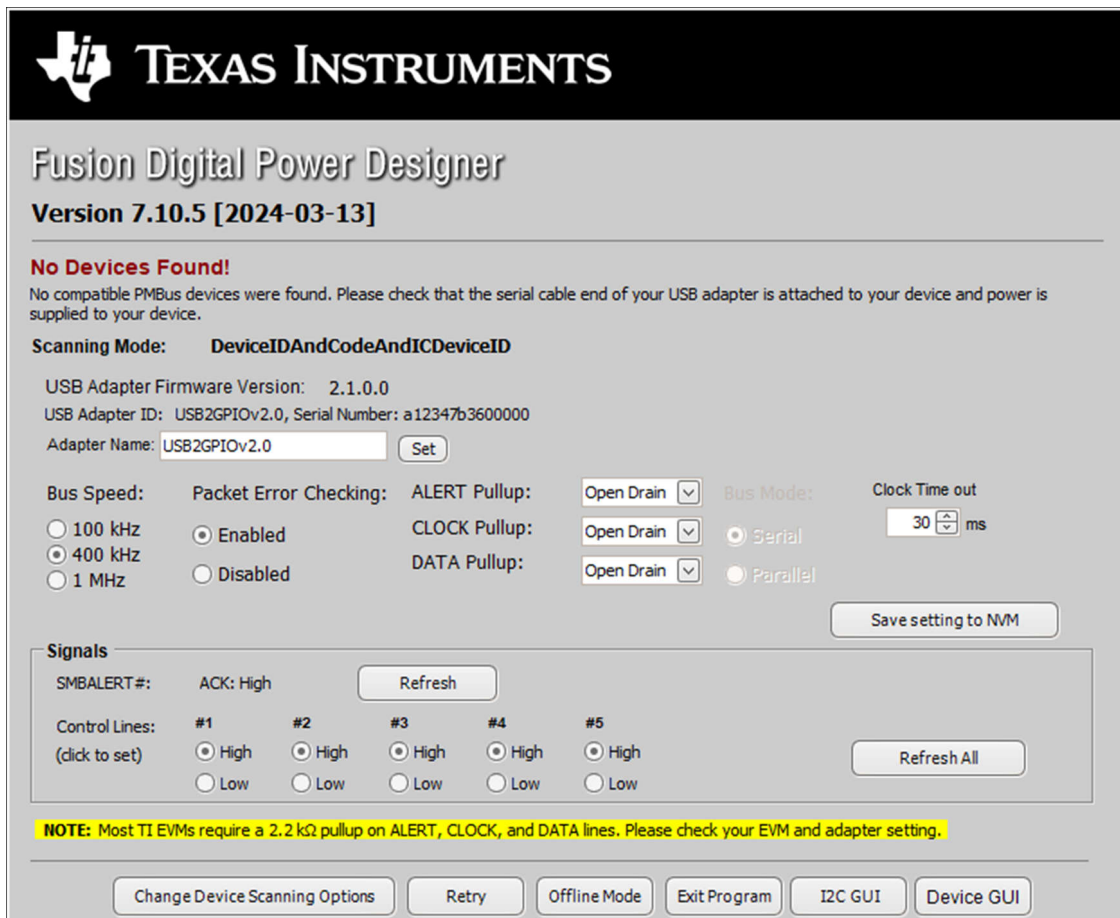 TEXAS INSTRUMENTS
Fusion Digital Power Designer
Version 7.10.5 [2024-03-13]
No Devices Found!
No compatible PMBus devices were found. Please check that the serial cable end of your USB adapter is attached to your device and power is
supplied to your device.
Scanning Mode: DeviceIDAndCodeAndICDeviceID
USB Adapter Firmware Version: 2.1.0.0
USB Adapter ID: USB2GPIOv2.0, Serial Number: a12347b3600000
Adapter Name: USB2GPIOv2.0 Set
Bus Speed: Packet Error Checking: ALERT Pullup: Open Drain Bus Mode: Clock Time out
100 kHz Enabled CLOCK Pullup: Open Drain Serial 30 ms
400 kHz
1 MHz Disabled DATA Pullup: Open Drain Parallel
Save setting to NVM
Signals
SMBALERT#: ACK: High Refresh
Control Lines: #1 #2 #3 #4 #5
(click to set) High High High High High Refresh All
Low Low Low Low Low
NOTE: Most TI EVMs require a 2.2 kΩ pullup on ALERT, CLOCK, and DATA lines. Please check your EVM and adapter setting.
Change Device Scanning Options Retry Offline Mode Exit Program I2C GUI Device GUI